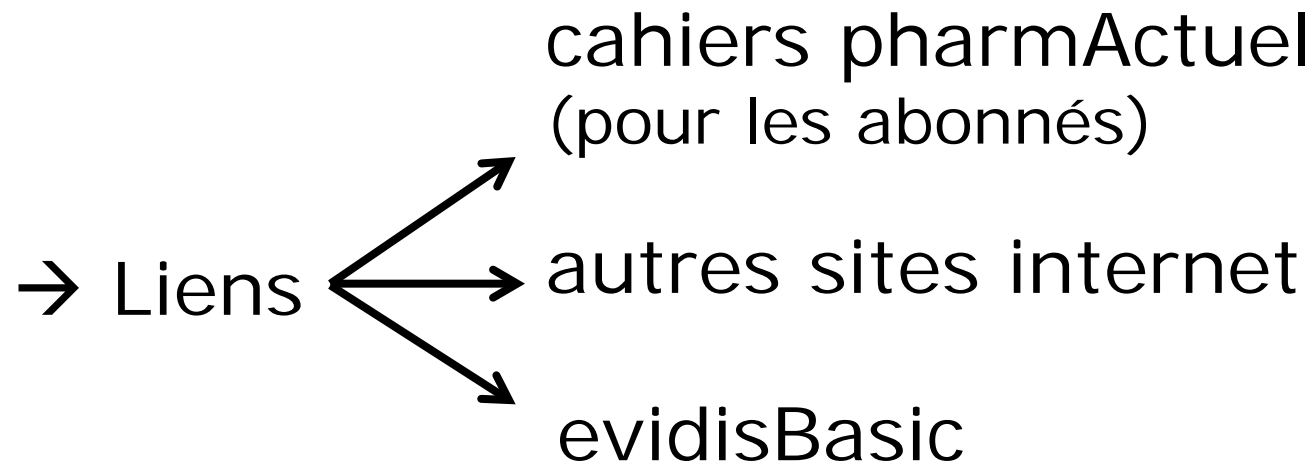 cahiers pharmActuel
(pour les abonnés)
→ Liens
autres sites internet
evidisBasic